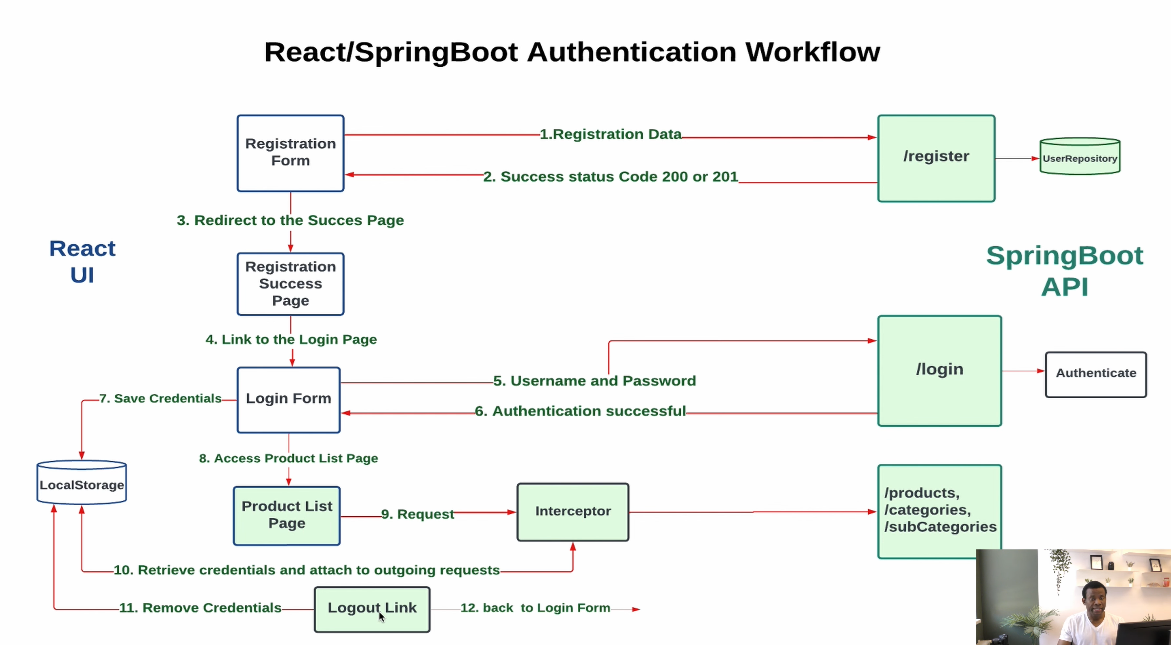 React/SpringBoot Authentication Workflow
Registration
Form
1.Registration Data
/register
UserRepository
2. Success status Code 200 or 201
3. Redirect to the Succes Page
React
UI
SpringBoot
API
Registration
Success
Page
4. Link to the Login Page
5. Username and Password
/login
Authenticate
7. Save Credentials
Login Form
6. Authentication successful
8. Access Product List Page
LocalStorage
Product List
Page
9. Request
Interceptor
/products,
/categories,
/subCategories
10. Retrieve credentials and attach to outgoing requests
11. Remove Credentials
Logout Link
12. back to Login Form